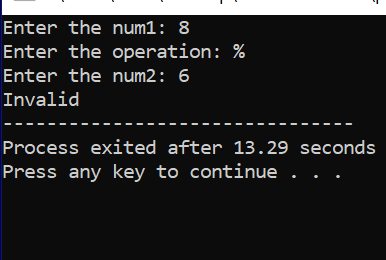 Enter the num1: 8
Enter the operation: %
Enter the num2: 6
Invalid
--------------------------------
Process exited after 13.29 seconds
Press any key to continue . . .